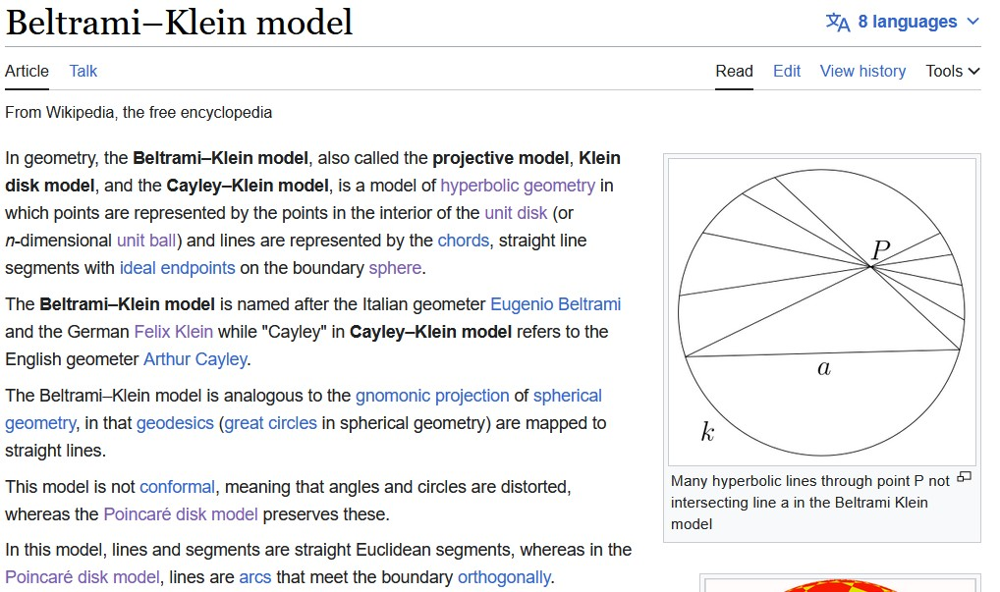 Beltrami–Klein model
8 languages
Article Talk
Read Edit View history Tools
From Wikipedia, the free encyclopedia
In geometry, the Beltrami–Klein model, also called the projective model, Klein
disk model, and the Cayley–Klein model, is a model of hyperbolic geometry in
which points are represented by the points in the interior of the unit disk (or
n-dimensional unit ball) and lines are represented by the chords, straight line
segments with ideal endpoints on the boundary sphere.
The Beltrami–Klein model is named after the Italian geometer Eugenio Beltrami
and the German Felix Klein while "Cayley" in Cayley–Klein model refers to the
English geometer Arthur Cayley.
The Beltrami–Klein model is analogous to the gnomonic projection of spherical
geometry, in that geodesics (great circles in spherical geometry) are mapped to
straight lines.
This model is not conformal, meaning that angles and circles are distorted,
whereas the Poincaré disk model preserves these.
In this model, lines and segments are straight Euclidean segments, whereas in the
Poincaré disk model, lines are arcs that meet the boundary orthogonally.
P
a
k
Many hyperbolic lines through point P not
intersecting line a in the Beltrami Klein
model